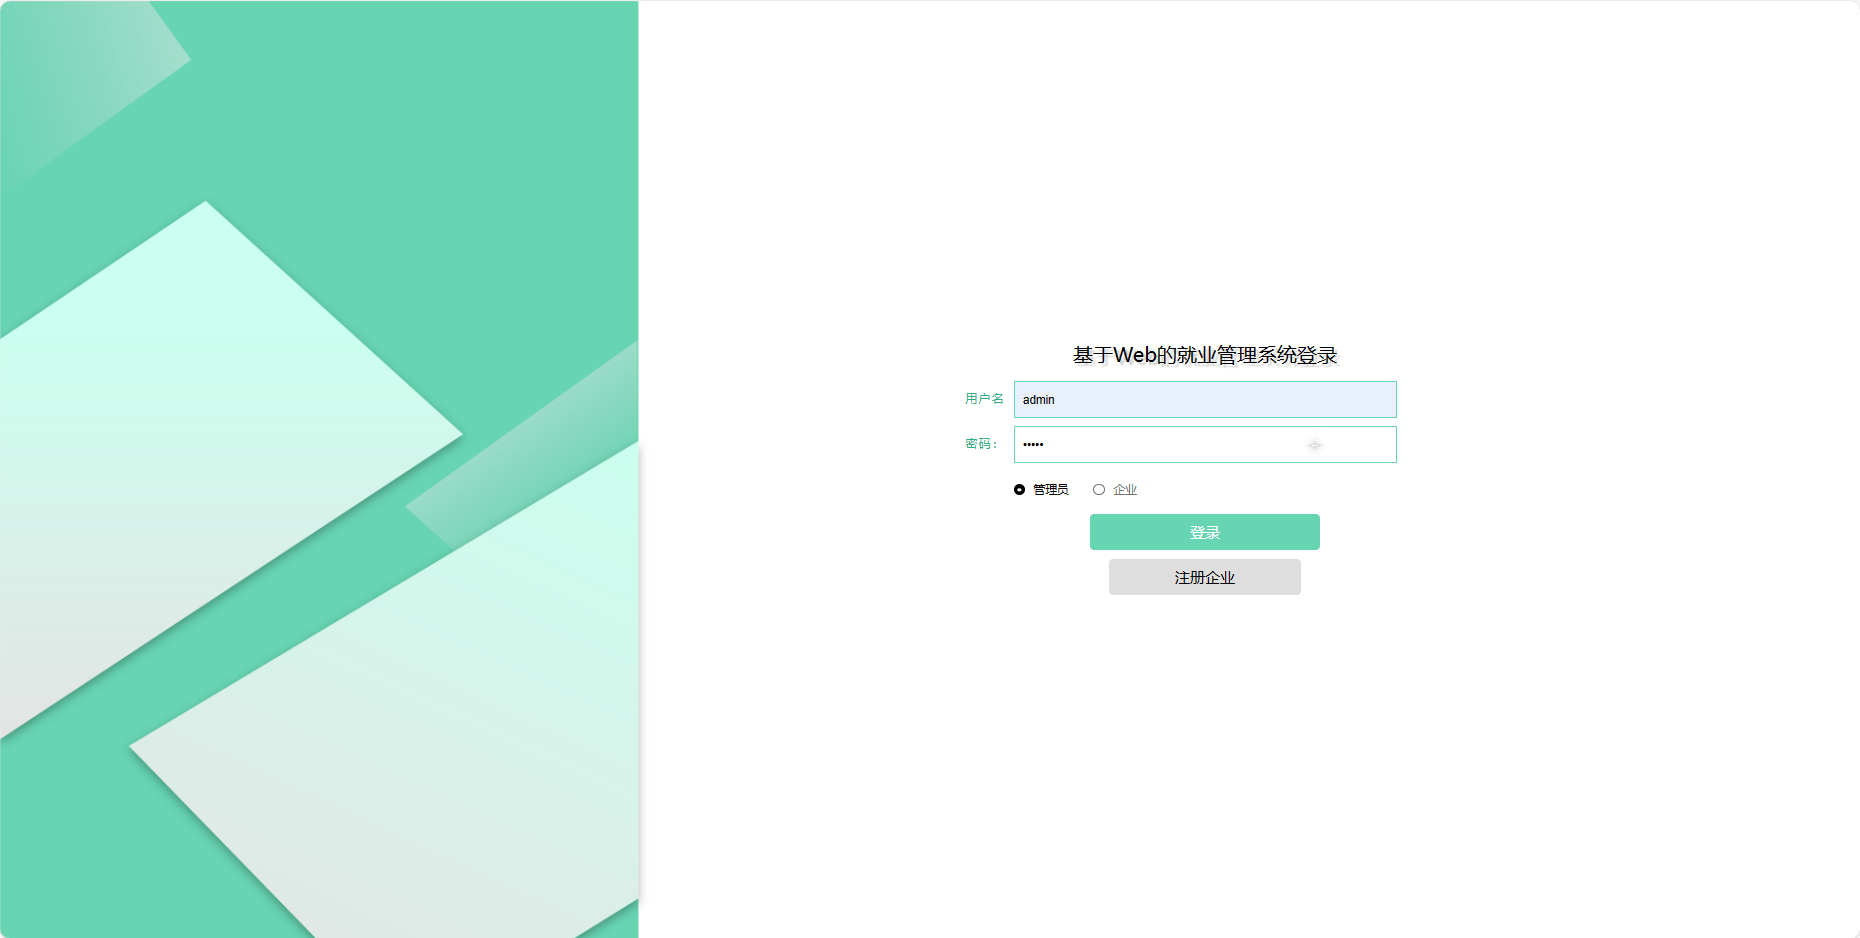 基于Web的就业管理系统登录
用户名 admin
密码： •••••
管理员 企业
登录
注册企业